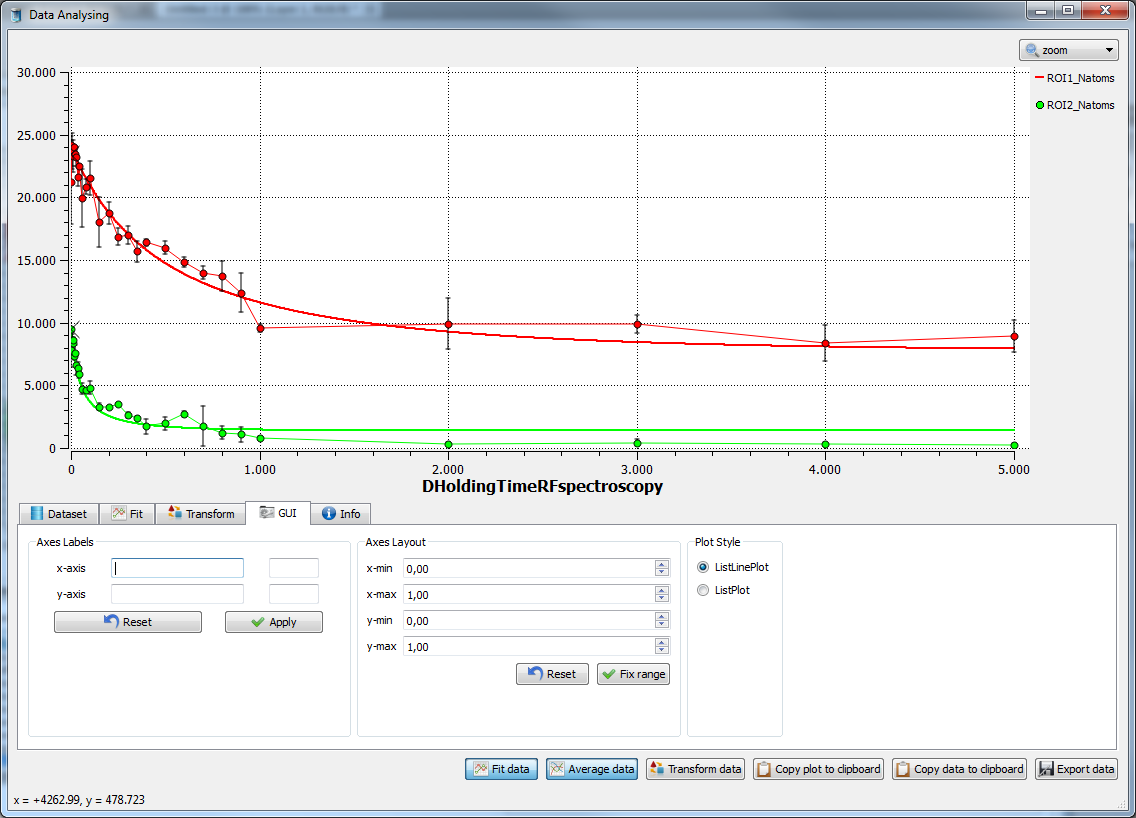 Data Analysing
zoom
ROI1_Natoms
ROI2_Natoms
30.000
25.000
20.000
15.000
10.000
5.000
0
0 1.000 2.000 3.000 4.000 5.000
DHoldingTimeRFspectroscopy
Dataset Fit Transform GUI Info
Axes Labels Axes Layout Plot Style
x-axis x-min 0,00 ListLinePlot
y-axis x-max 1,00 ListPlot
Reset Apply y-min 0,00
y-max 1,00
Reset Fix range
Fit data Average data Transform data Copy plot to clipboard Copy data to clipboard Export data
x = +4262.99, y = 478.723